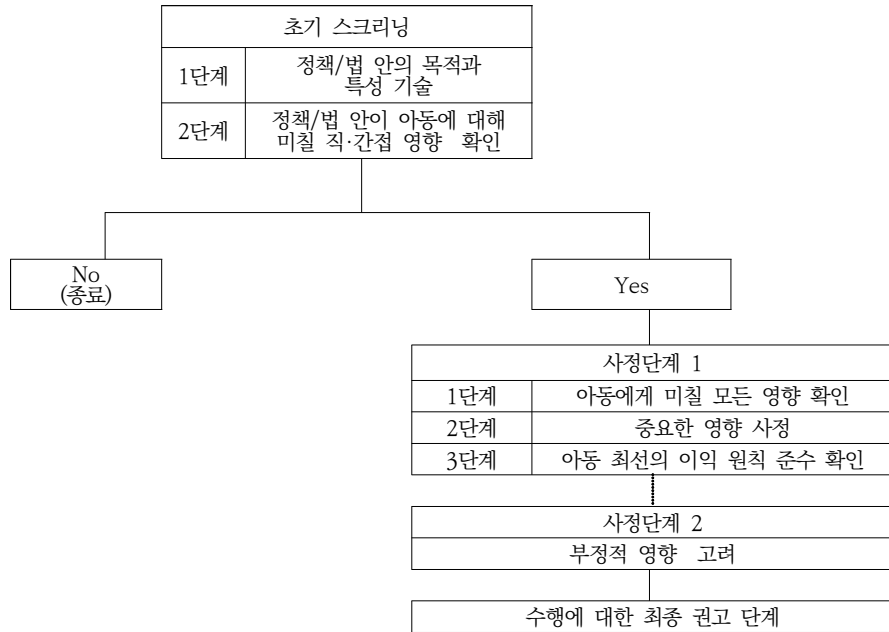 초기 스크리닝
1단계
정책/법 안의 목적과
특성 기술
2단계
정책/법 안이 아동에 대해
미칠 직·간접 영향 확인
No
(종료)
Yes
사정단계 1
1단계
아동에게 미칠 모든 영향 확인
2단계
중요한 영향 사정
3단계
아동 최선의 이익 원칙 준수 확인
사정단계 2
부정적 영향 고려
수행에 대한 최종 권고 단계